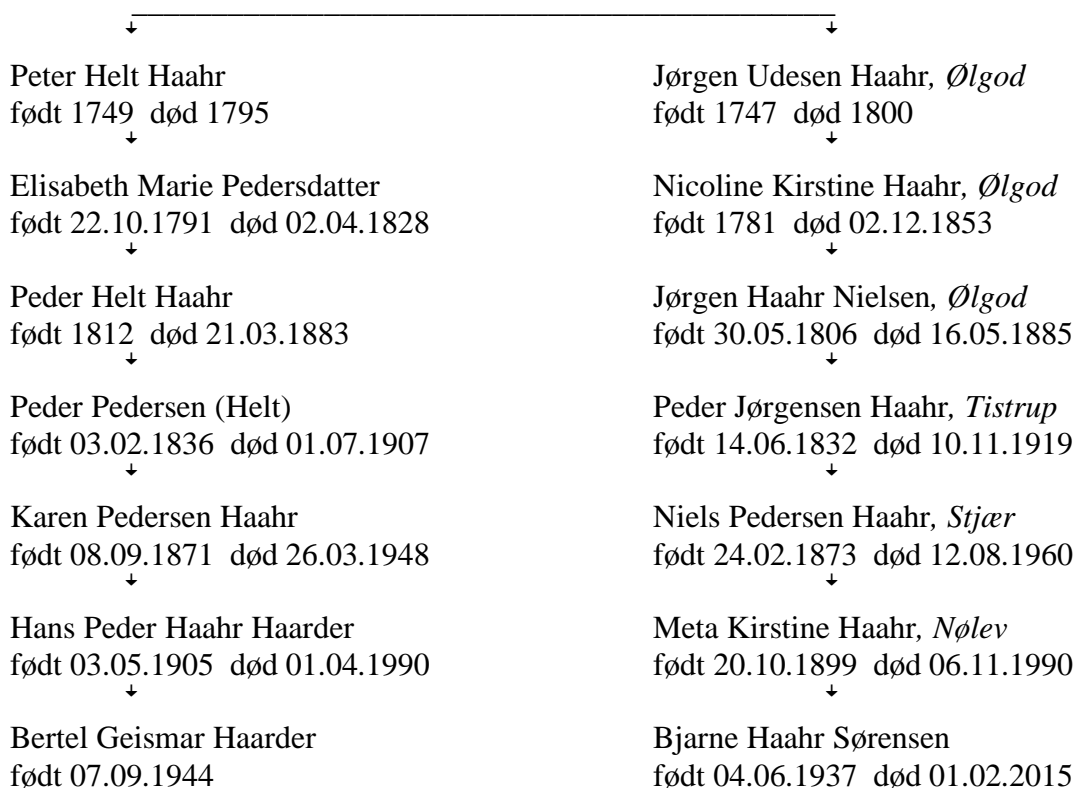 Peter Helt Haahr
født 1749 død 1795
Elisabeth Marie Pedersdatter
født 22.10.1791 død 02.04.1828
Peder Helt Haahr
født 1812 død 21.03.1883
Peder Pedersen (Helt)
født 03.02.1836 død 01.07.1907
Karen Pedersen Haahr
født 08.09.1871 død 26.03.1948
Hans Peder Haahr Haarder
født 03.05.1905 død 01.04.1990
Bertel Geismar Haarder
født 07.09.1944
Jørgen Udesen Haahr, Ølgod
født 1747 død 1800
Nicoline Kirstine Haahr, Ølgod
født 1781 død 02.12.1853
Jørgen Haahr Nielsen, Ølgod
født 30.05.1806 død 16.05.1885
Peder Jørgensen Haahr, Tistrup
født 14.06.1832 død 10.11.1919
Niels Pedersen Haahr, Stjær
født 24.02.1873 død 12.08.1960
Meta Kirstine Haahr, Nølev
født 20.10.1899 død 06.11.1990
Bjarne Haahr Sørensen
født 04.06.1937 død 01.02.2015